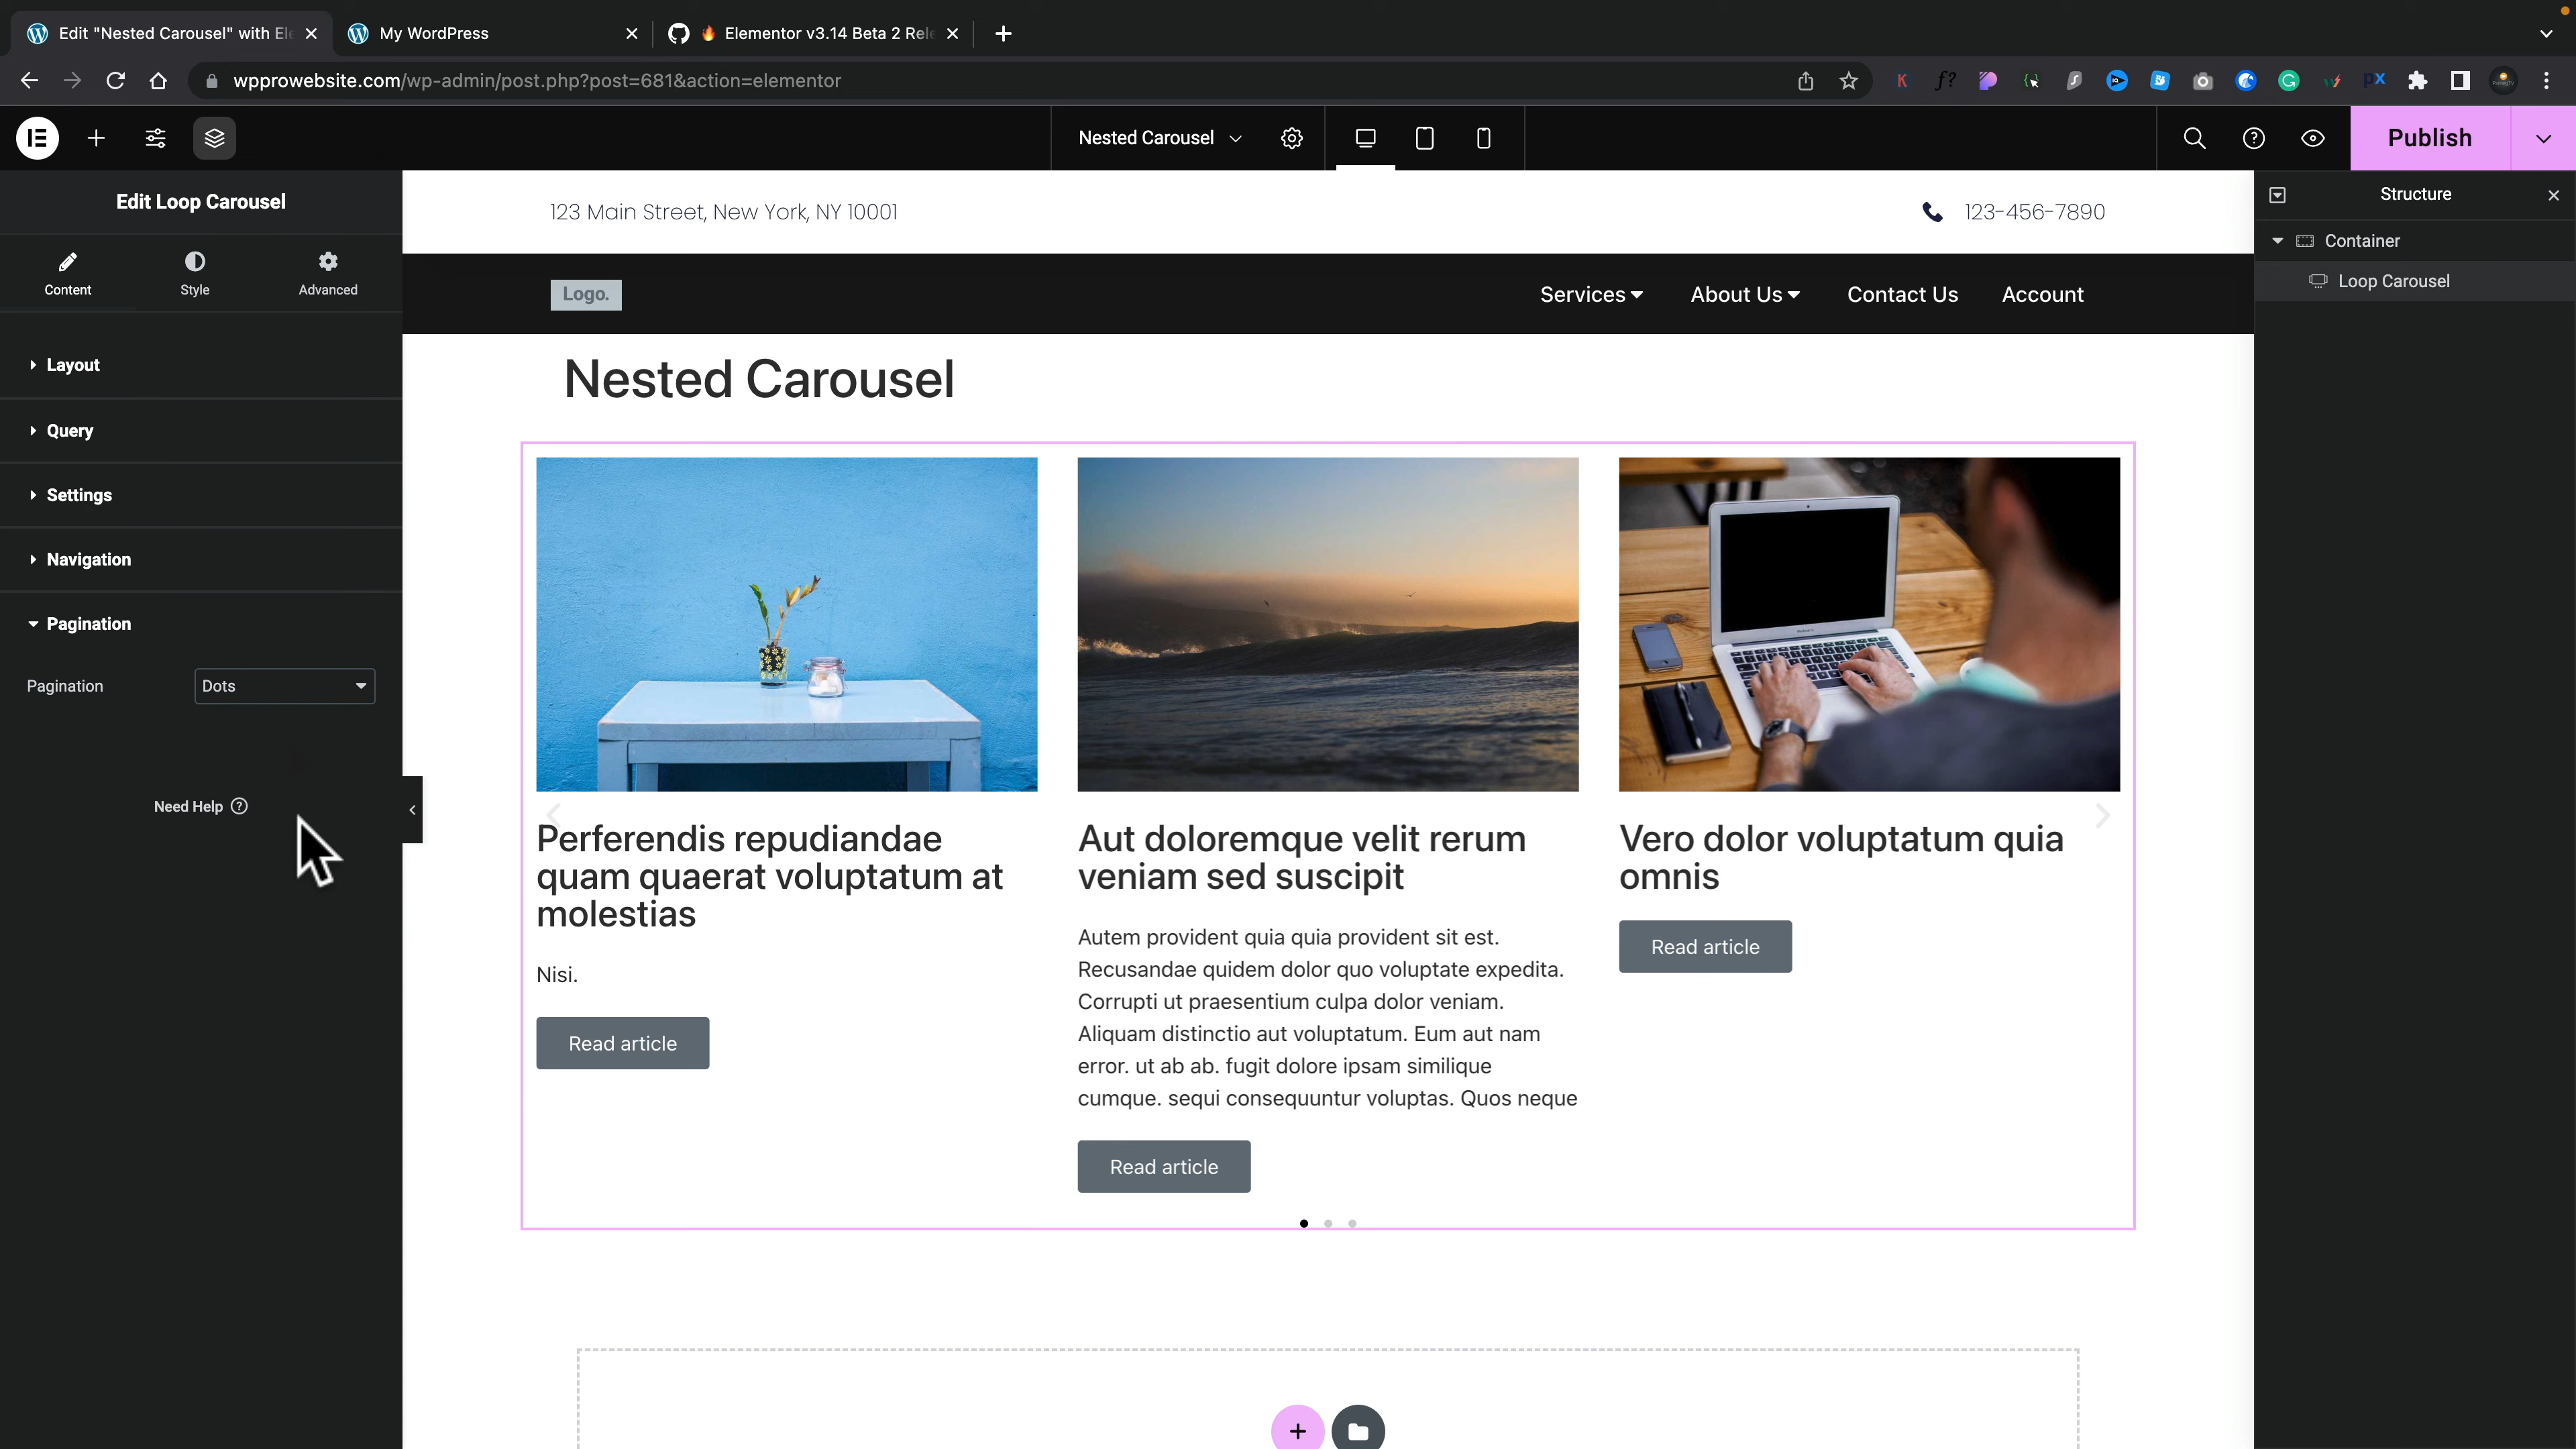 Edit "Nested Carousel" with Ele
My WordPress
🔥 Elementor v3.14 Beta 2 Rele
wpprowebsite.com/wp-admin/post.php?post=681&action=elementor
Nested Carousel
Publish
Edit Loop Carousel
Content
Style
Advanced
Layout
Query
Settings
Navigation
Pagination
Pagination
Dots
Need Help
123 Main Street, New York, NY 10001
123-456-7890
Logo.
Services
About Us
Contact Us
Account
Nested Carousel
Perferendis repudiandae
quam quaerat voluptatum at
molestias
Nisi.
Read article
Aut doloremque velit rerum
veniam sed suscipit
Autem provident quia quia provident sit est.
Recusandae quidem dolor quo voluptate expedita.
Corrupti ut praesentium culpa dolor veniam.
Aliquam distinctio aut voluptatum. Eum aut nam
error. ut ab ab. fugit dolore ipsam similique
cumque. sequi consequuntur voluptas. Quos neque
Read article
Vero dolor voluptatum quia
omnis
Read article
Structure
Container
Loop Carousel